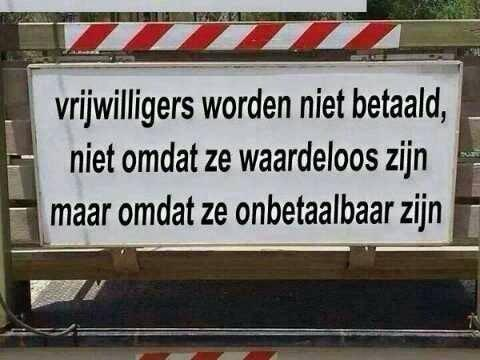 vrijwilligers worden niet betaald,
niet omdat ze waardeloos zijn
maar omdat ze onbetaalbaar zijn